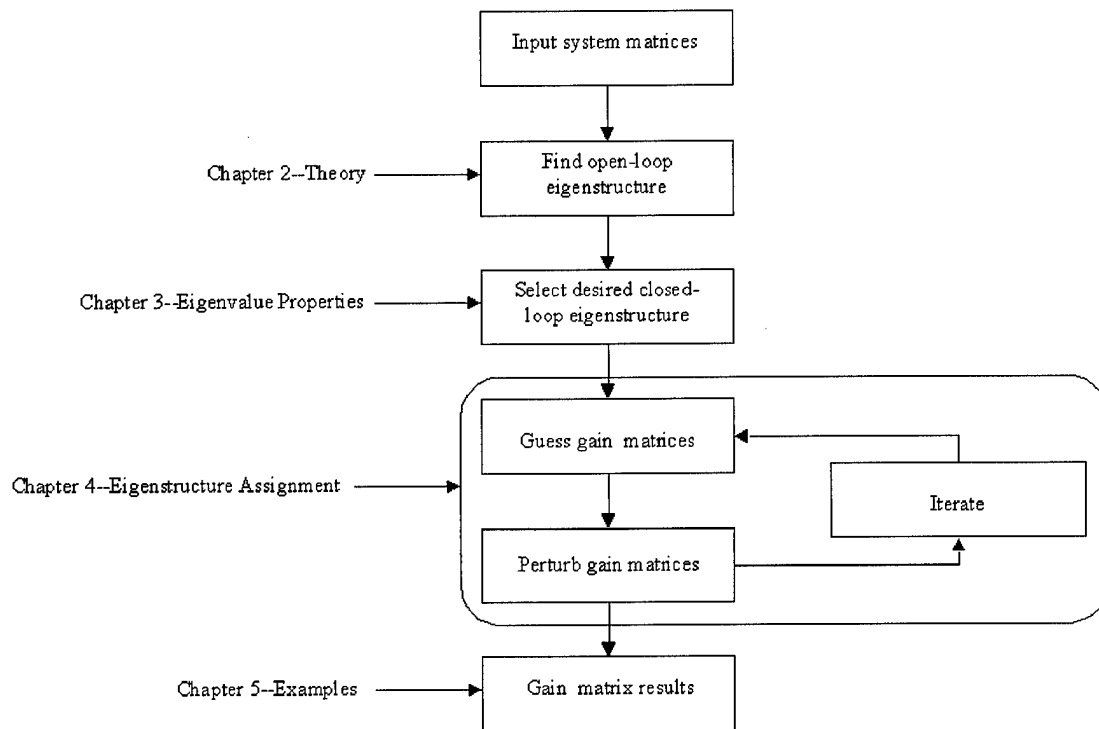 Input system matrices
Chapter 2--Theory
Find open-loop
eigenstructure
Chapter 3--Eigenvalue Properties
Select desired closed-
loop eigenstructure
Guess gain matrices
Chapter 4--Eigenstructure Assignment
Iterate
Perturb gain matrices
Chapter 5--Examples
Gain matrix results